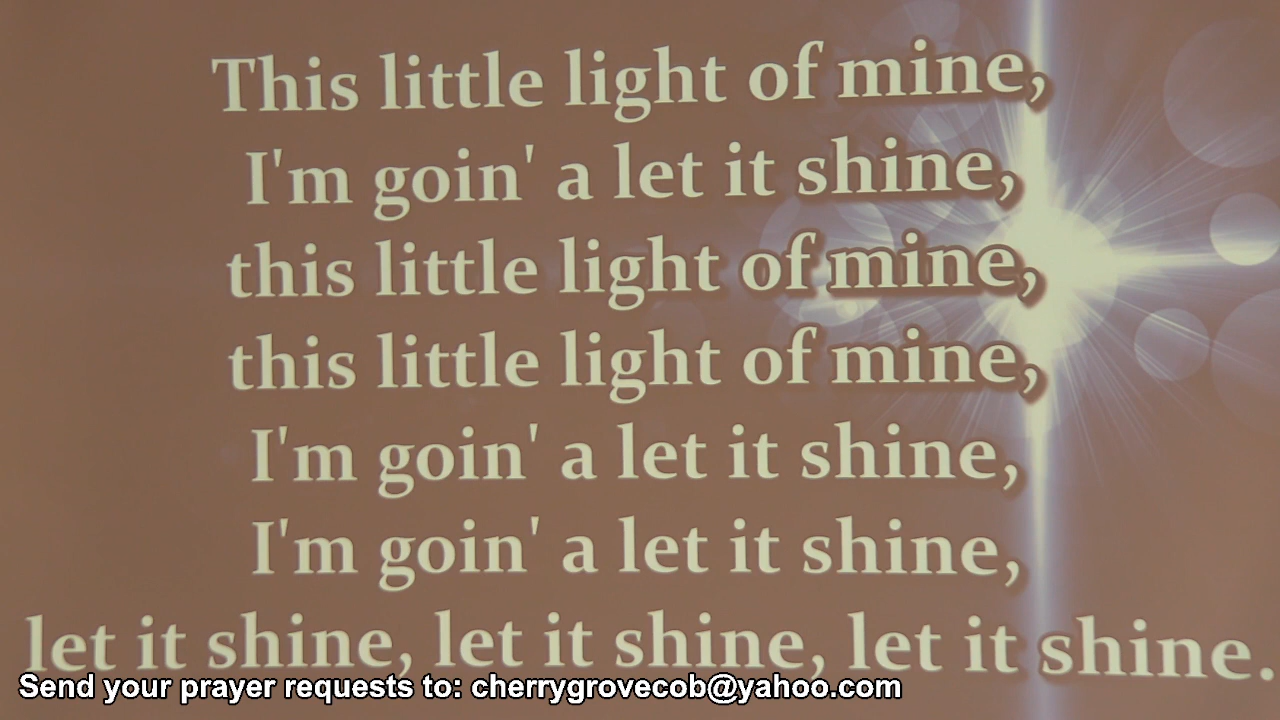 This little light of mine,
I'm goin' a let it shine,
this little light of mine,
this little light of mine,
I'm goin' a let it shine,
I'm goin' a let it shine,
let it shine, let it shine, let it shine.
Send your prayer requests to: cherrygrovecob@yahoo.com